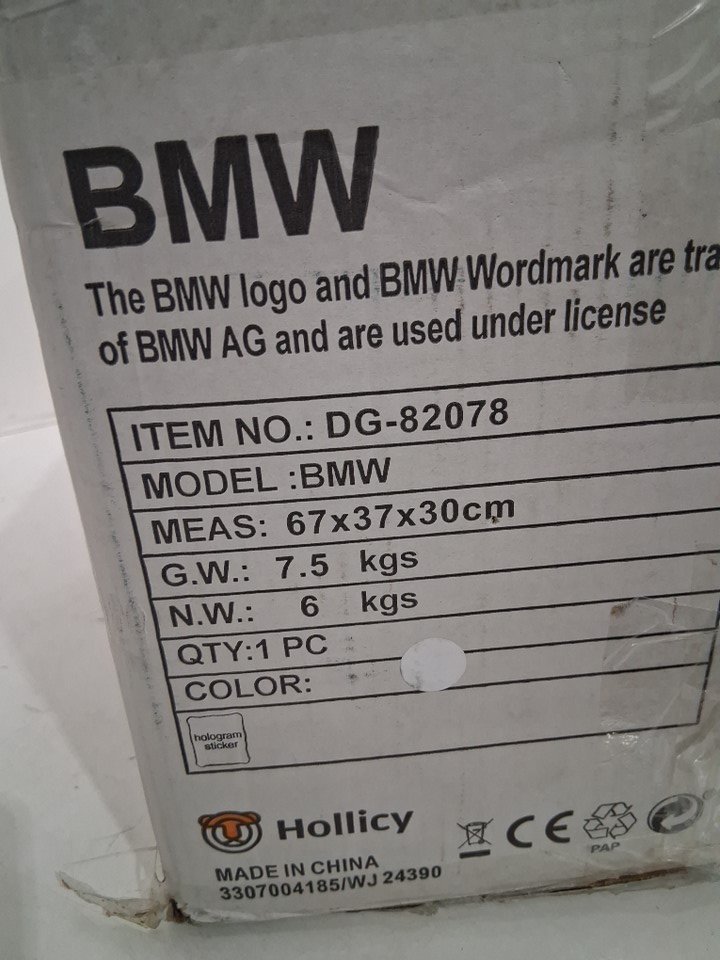 BMW
The BMW logo and BMW Wordmark are tra
of BMW AG and are used under license
ITEM NO.: DG-82078
MODEL :BMW
MEAS: 67x37x30cm
G.W.: 7.5 kgs
N.W.: 6 kgs
QTY:1 PC
COLOR:
hologram
sticker
Hollicy
CE
PAP
MADE IN CHINA
3307004185/WJ 24390